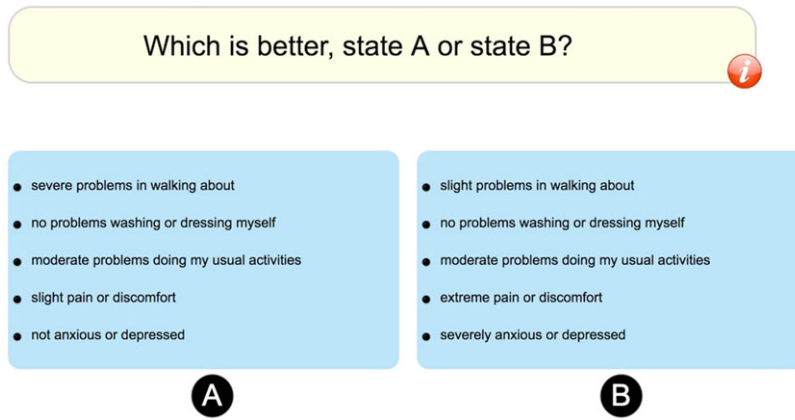 Which is better, state A or state B?
i
severe problems in walking about
no problems washing or dressing myself
moderate problems doing my usual activities
slight pain or discomfort
not anxious or depressed
A
slight problems in walking about
no problems washing or dressing myself
moderate problems doing my usual activities
extreme pain or discomfort
severely anxious or depressed
B